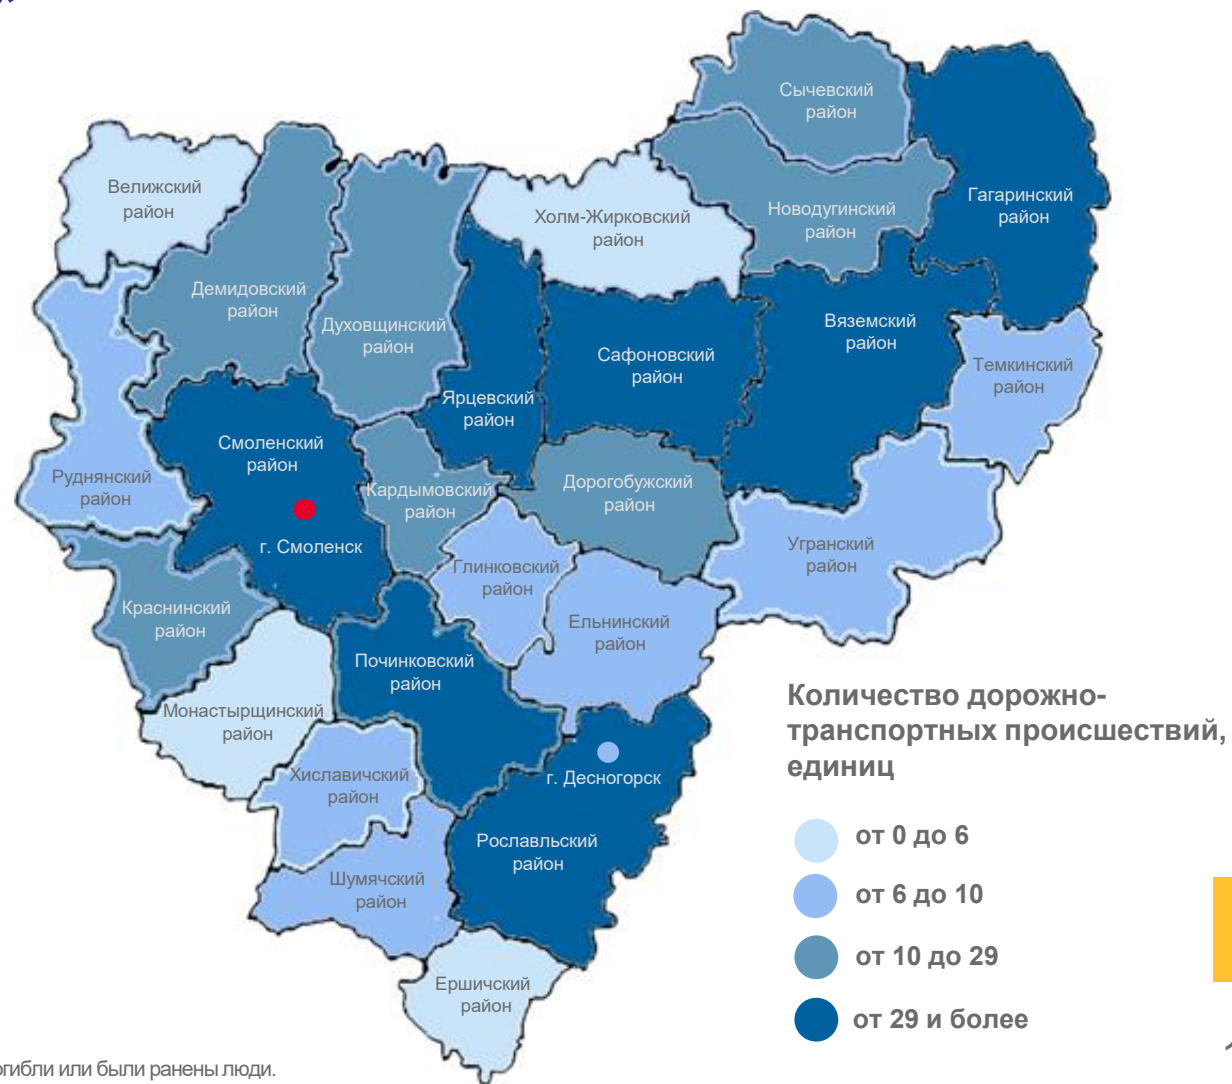 Сычевский
район
Велижский
район
Гагаринский
район
Холм-Жирковский
район
Новодугинский
район
Демидовский
район
Духовщинский
район
Вяземский
район
Сафоновский
район
Темкинский
район
Ярцевский
район
Смоленский
район
Руднянский
район
Кардымовский
район
Дорогобужский
район
г. Смоленск
Угранский
район
Глинковский
район
Краснинский
район
Ельнинский
район
Починковский
район
Монастырщинский
район
Хиславичский
район
г. Десногорск
Рославльский
район
Шумячский
район
Ершичский
район
Количество дорожно-
транспортных происшествий,
единиц
от 0 до 6
от 6 до 10
от 10 до 29
от 29 и более
огибли или были ранены люди.